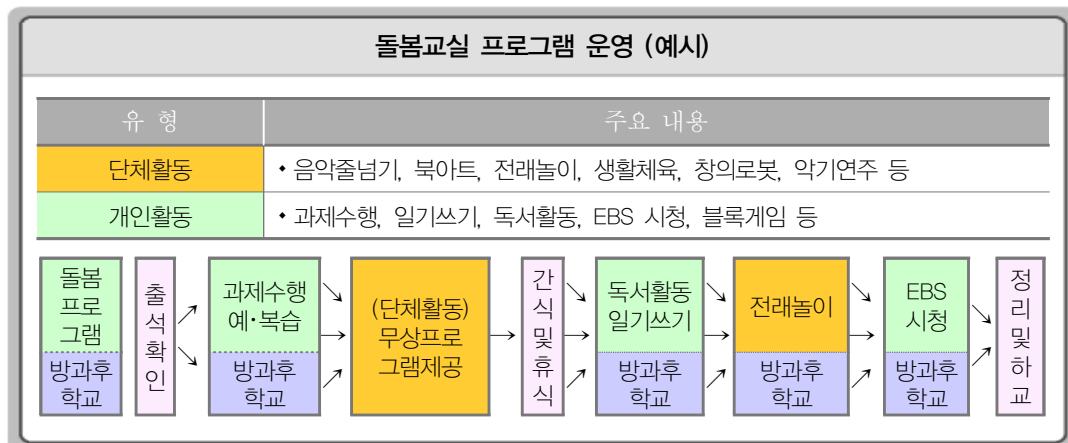 돌봄교실 프로그램 운영 (예시)
유 형 주요 내용
단체활동 • 음악줄넘기, 북아트, 전래놀이, 생활체육, 창의로봇, 악기연주 등
개인활동 • 과제수행, 일기쓰기, 독서활동, EBS 시청, 블록게임 등
돌봄
프로
그램
방과후
학교
출
석
확
인
과제수행
예·복습
방과후
학교
(단체활동)
무상프로
그램제공
간
식
및
휴
식
독서활동
일기쓰기
방과후
학교
전래놀이
방과후
학교
EBS
시청
방과후
학교
정
리
및
하
교